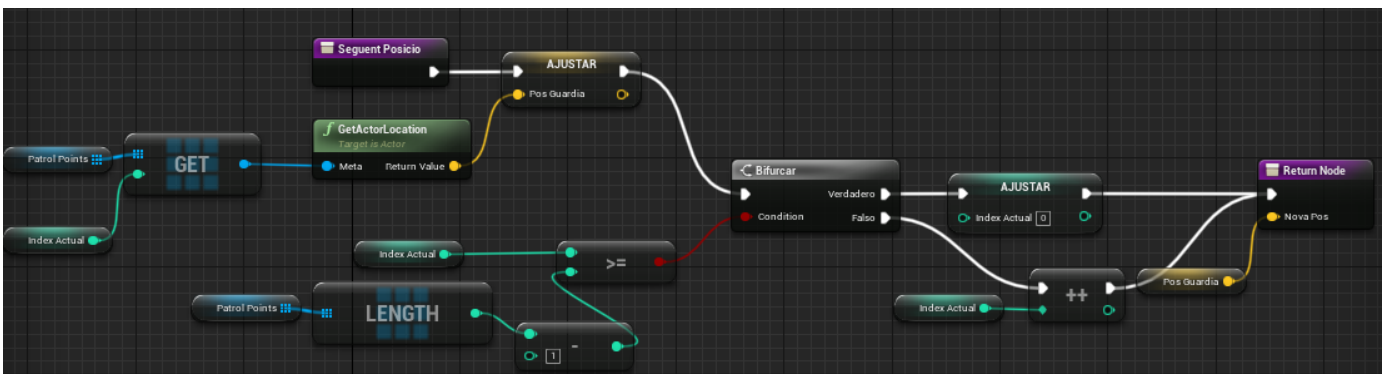 Seguent Posicio
AJUSTAR
Pos Guardia
f GetActorLocation
Target is Actor
Meta Return Value
Patrol Points
GET
Index Actual
Bifurcar
Verdadero
Condition Falso
AJUSTAR
Index Actual 0
Return Node
Nova Pos
Index Actual
>=
Patrol Points
LENGTH
1 -
Index Actual
++
Pos Guardia